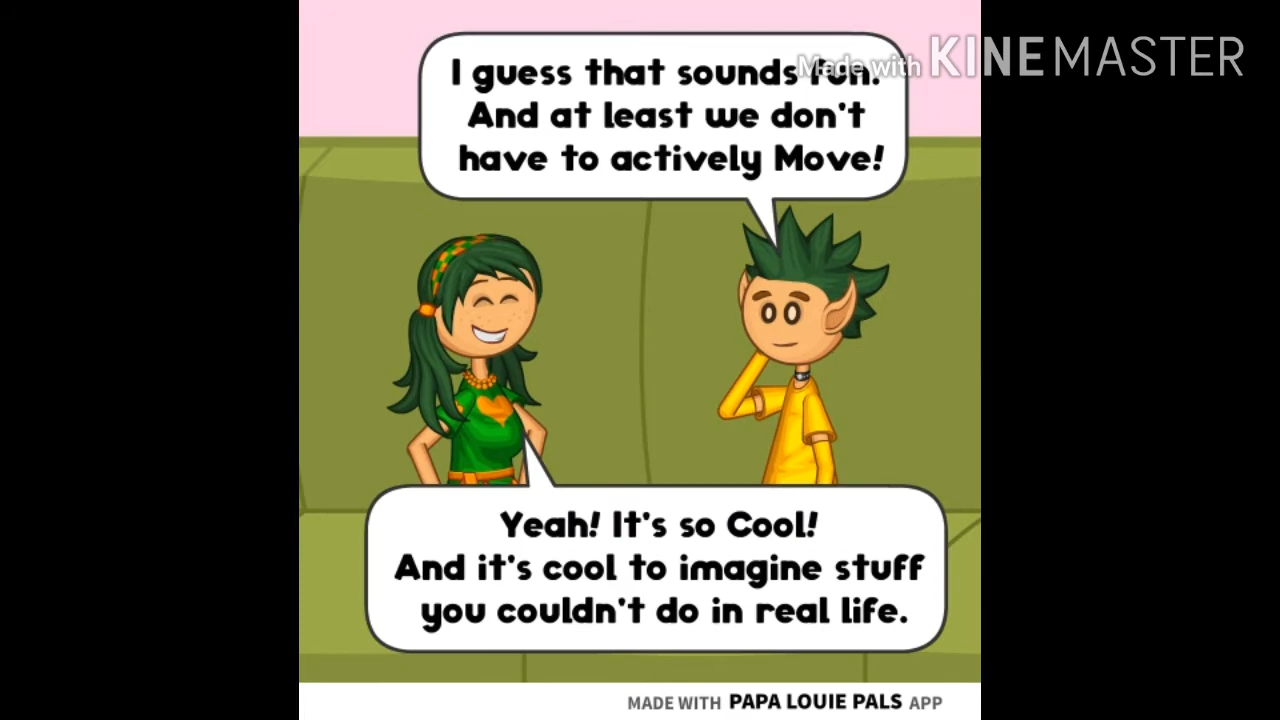 I guess that sounds fun.
And at least we don't
have to actively Move!
Made with KINEMASTER
Yeah! It's so Cool!
And it's cool to imagine stuff
you couldn't do in real life.
MADE WITH PAPA LOUIE PALS APP